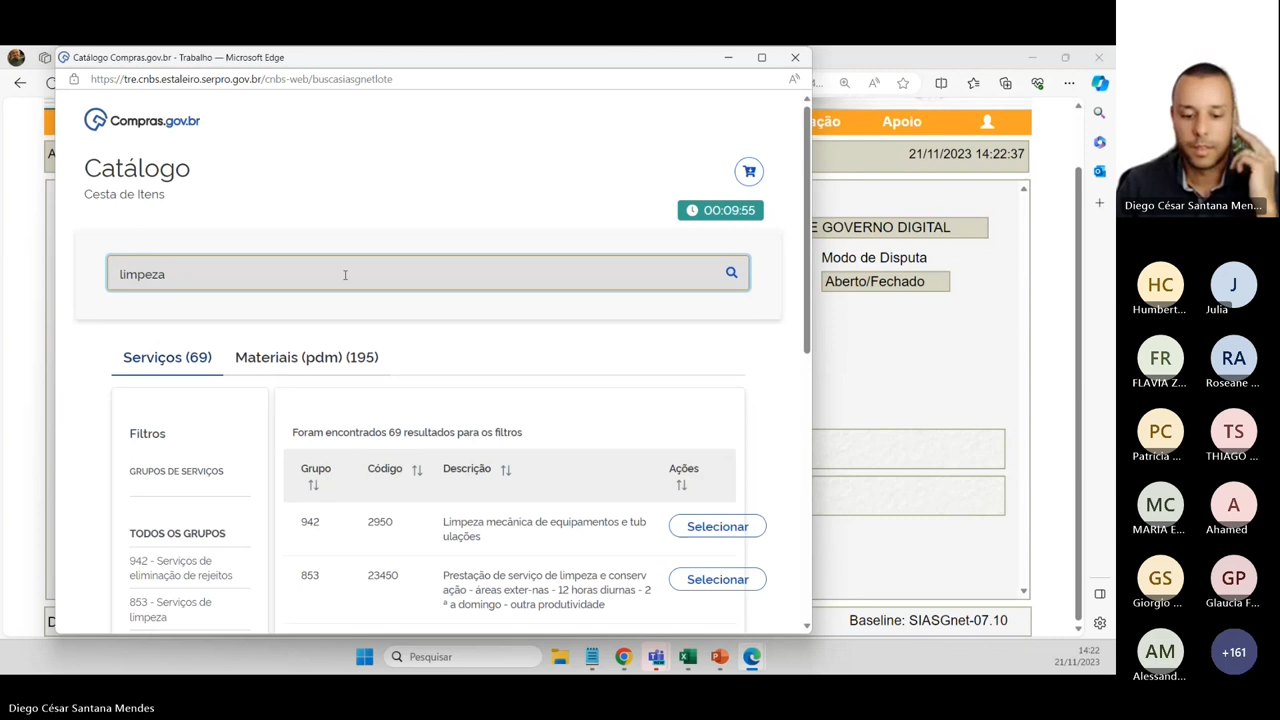 Catálogo Compras.gov.br - Trabalho — Microsoft Edge
https://tre.cnbs.estaleiro.serpro.gov.br/cnbs-web/buscasiasgnetlote
Compras.gov.br
Catálogo
Cesta de Itens
00:09:55
limpeza
Serviços (69)
Materiais (pdm) (195)
Filtros
GRUPOS DE SERVIÇOS
TODOS OS GRUPOS
942 - Serviços de
eliminação de rejeitos
853 - Serviços de
limpeza
Foram encontrados 69 resultados para os filtros
Grupo
Código
Descrição
Ações
942
2950
Limpeza mecânica de equipamentos e tub
ulações
Selecionar
853
23450
Prestação de serviço de limpeza e conserv
ação - áreas exter-nas - 12 horas diurnas - 2
ª a domingo - outra produtividade
Selecionar
ação
Apoio
21/11/2023 14:22:37
E GOVERNO DIGITAL
Modo de Disputa
Aberto/Fechado
Baseline: SIASGnet-07.10
Pesquisar
14:22
21/11/2023
Diego César Santana Men...
HC
Humbert...
J
Julia
FR
FLAVIA Z...
RA
Roseane ...
PC
Patrícia ...
TS
THIAGO ...
MC
MARIA E...
A
Ahamed
GS
Giorgio ...
GP
Glaucia F...
AM
Alessand...
+161
Diego César Santana Mendes